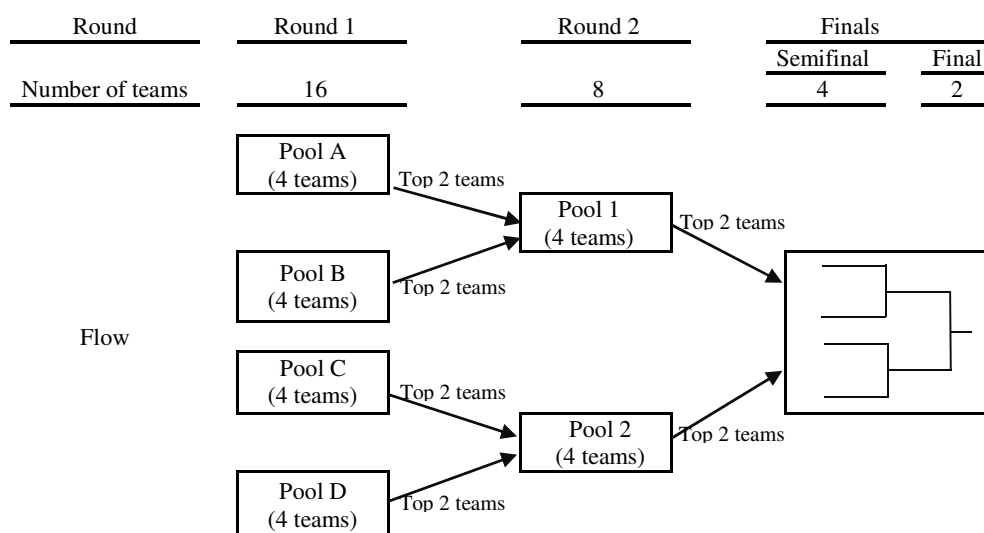 Round Round 1 Round 2 Finals
Semifinal Final
Number of teams 16 8 4 2
Pool A
(4 teams)
Top 2 teams
Pool 1
(4 teams)
Top 2 teams
Pool B
(4 teams)
Top 2 teams
Flow
Pool C
(4 teams)
Top 2 teams
Pool 2
(4 teams)
Top 2 teams
Pool D
(4 teams)
Top 2 teams